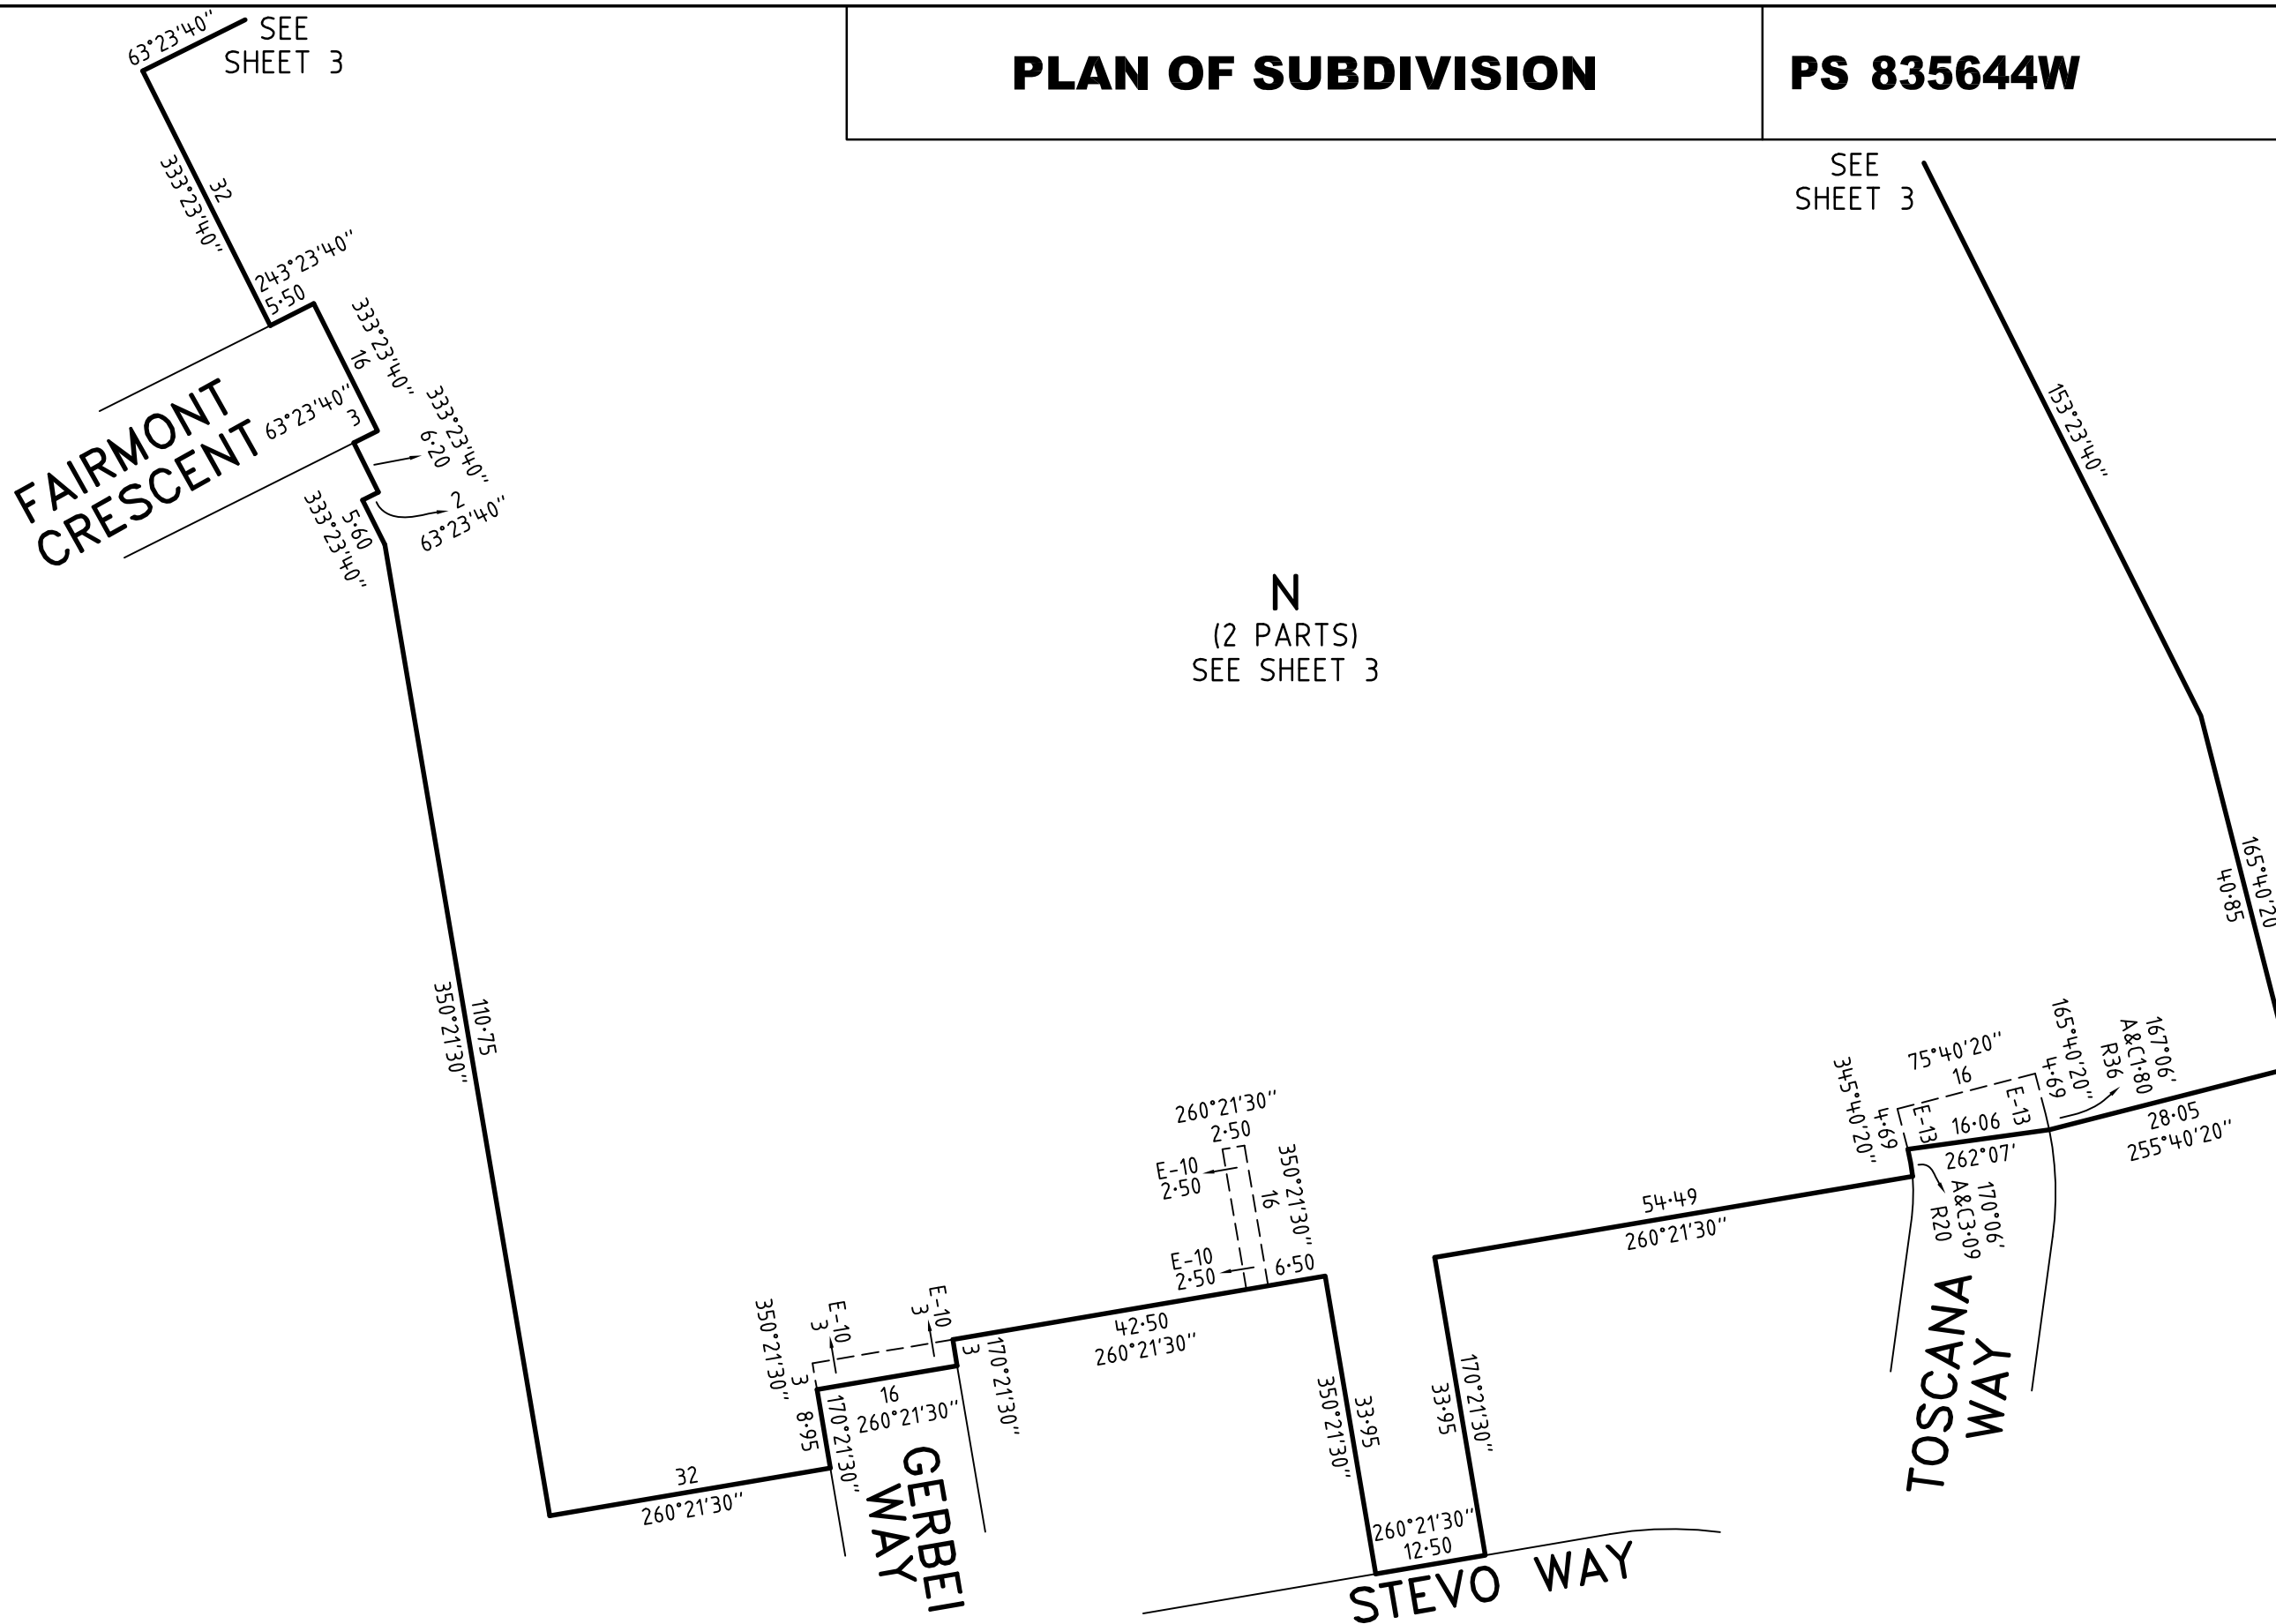 PLAN OF SUBDIVISION
PS 835644W
63°23'40"
SEE
SHEET 3
SEE
SHEET 3
32
333°23'40"
243°23'40"
5·50
333°23'40"
16
FAIRMONT
CRESCENT
63°23'40"
3
333°23'40"
6·20
2
63°23'40"
5·60
333°23'40"
153°23'40"
N
(2 PARTS)
SEE SHEET 3
165°40'20
40·85
110·75
350°21'30"
260°21'30"
2·50
E-10
2·50
350°21'30"
16
E-10
2·50
6·50
42·50
260°21'30"
350°21'30"
3
E-10
3
E-10
3
3
170°21'30"
16
260°21'30"
8·95
170°21'30"
32
260°21'30"
GERBEI
WAY
33·95
350°21'30"
170°21'30"
33·95
260°21'30"
12·50
STEVO WAY
54·49
260°21'30"
345°40'20"
4·69
E-13
75°40'20"
16
E-13
16·06
262°07'
165°40'20"
4·69
167°06'
A&C1·80
R36
28·05
255°40'20"
170°06'
A&C3·09
R20
TOSCANA
WAY